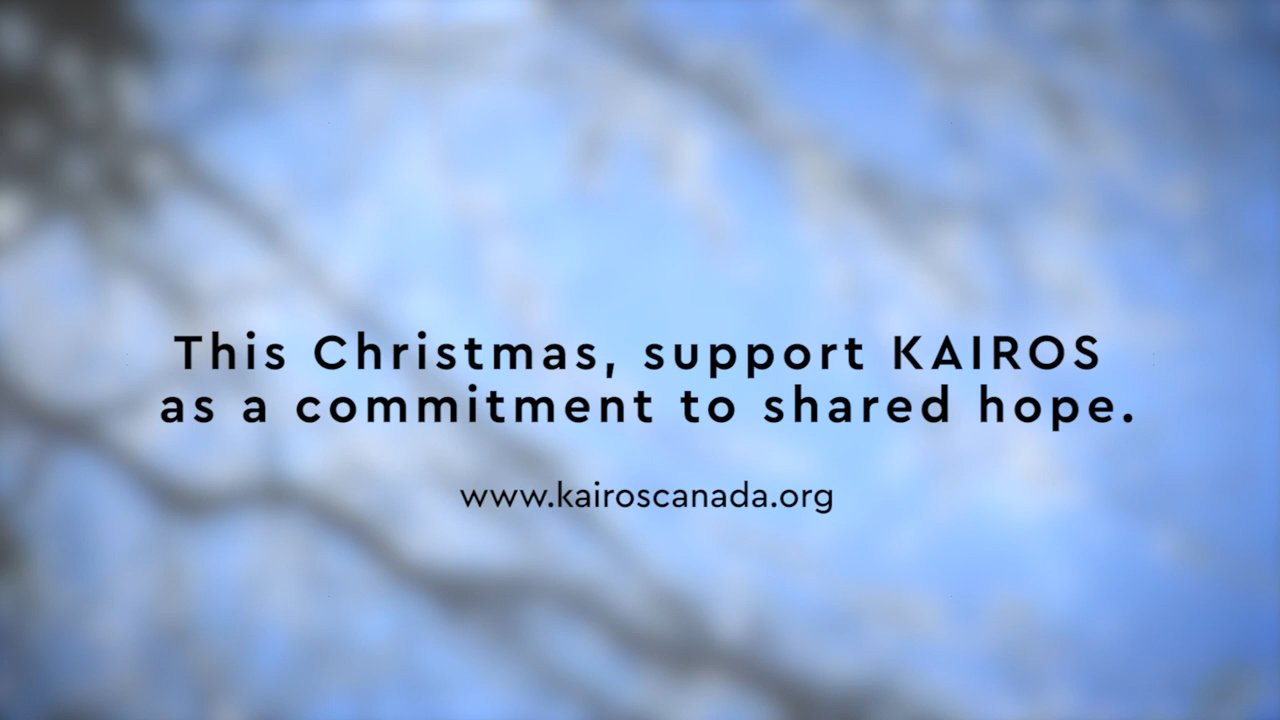 This Christmas, support KAIROS
as a commitment to shared hope.
www.kairoscanada.org